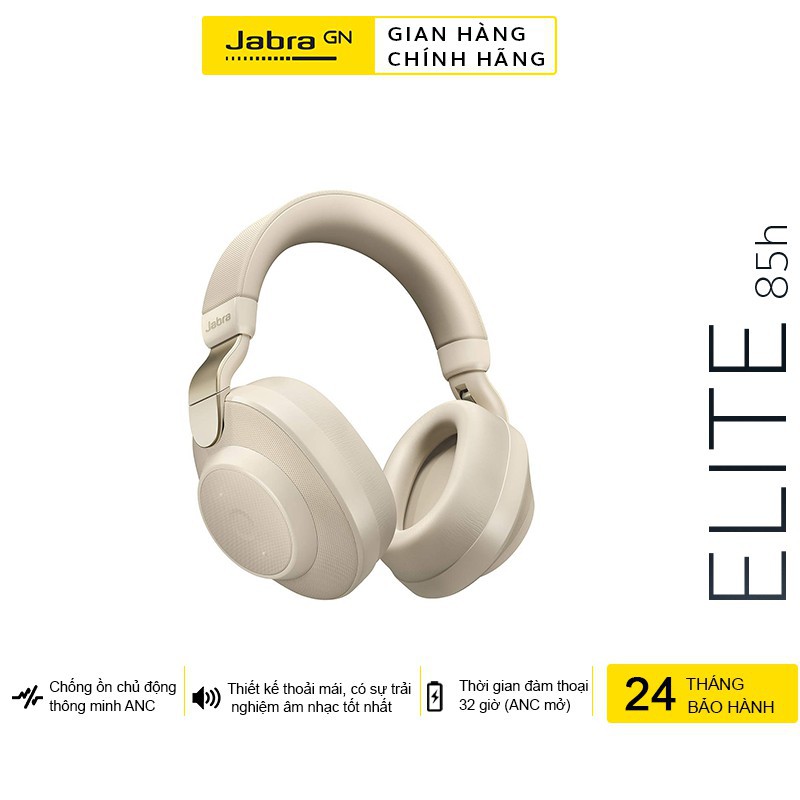 Jabra GN
GIAN HÀNG
CHÍNH HÃNG
Jabra
ELITE 85h
Chống ồn chủ động
thông minh ANC
Thiết kế thoải mái, có sự trải
nghiệm âm nhạc tốt nhất
Thời gian đàm thoại
32 giờ (ANC mở)
24 THÁNG
BẢO HÀNH